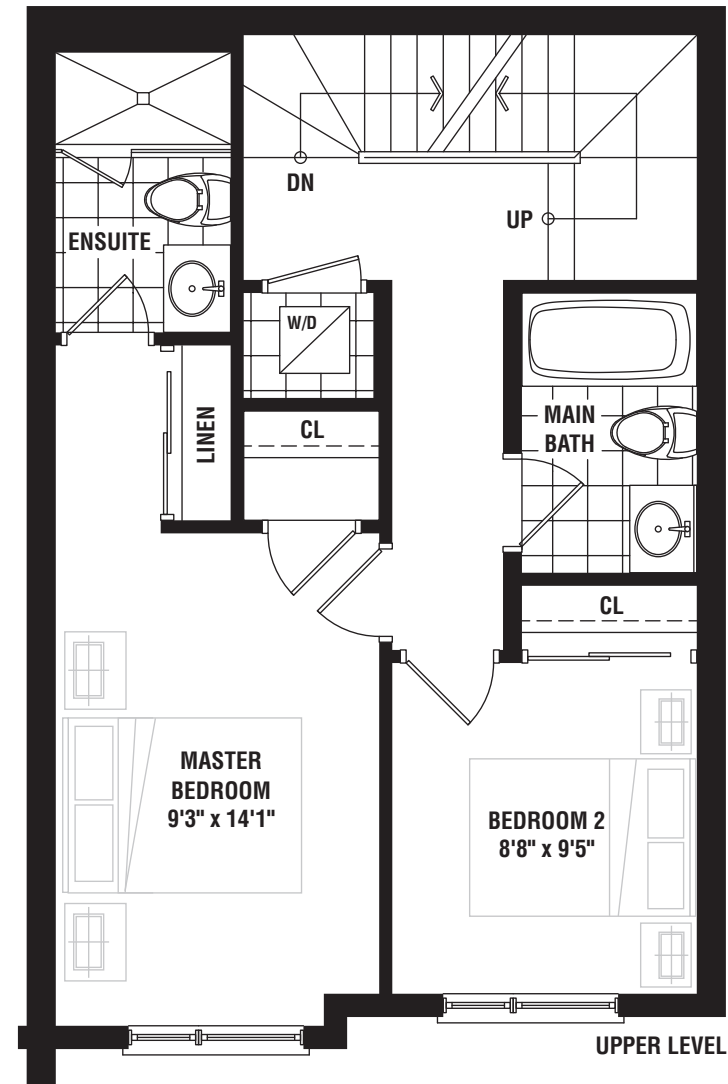 DN
UP
ENSUITE
W/D
LINEN
CL
MAIN
BATH
CL
MASTER
BEDROOM
9'3" x 14'1"
BEDROOM 2
8'8" x 9'5"
UPPER LEVEL